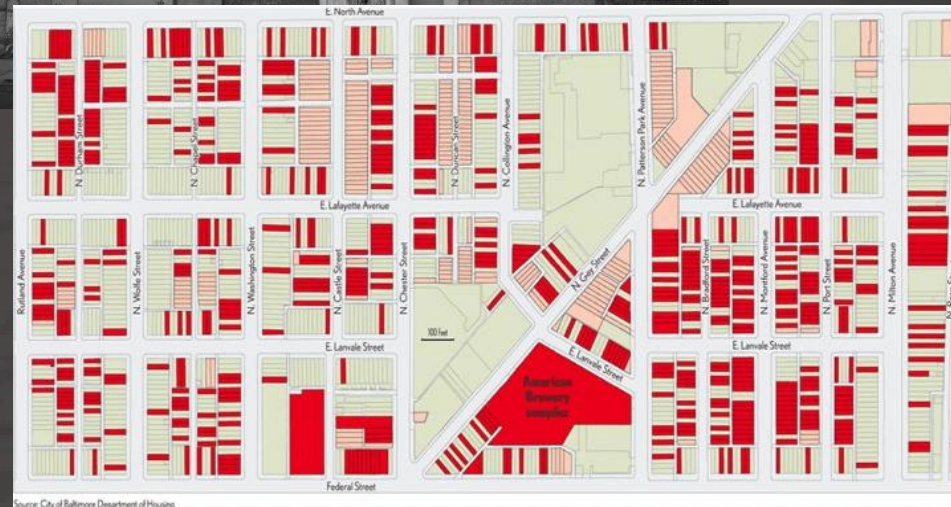 E. North Avenue
N. Durham Street
N. Chapel Street
N. Duncan Street
N. Collington Avenue
N. Patterson Park Avenue
E. Lafayette Avenue
E. Lafayette Avenue
Rutland Avenue
N. Wolfe Street
N. Washington Street
N. Castle Street
N. Chester Street
N. Gay Street
N. Bradford Street
N. Montford Avenue
N. Port Street
N. Milton Avenue
100 Feet
E. Lanvale Street
E. Lanvale Street
E. Lanvale Street
American
Brewery
complex
Federal Street
Source: City of Baltimore Department of Housing